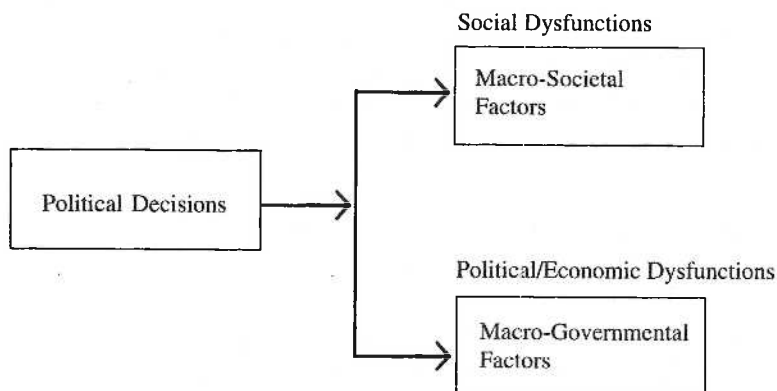 Social Dysfunctions
Macro-Societal
Factors
Political Decisions
Political/Economic Dysfunctions
Macro-Governmental
Factors